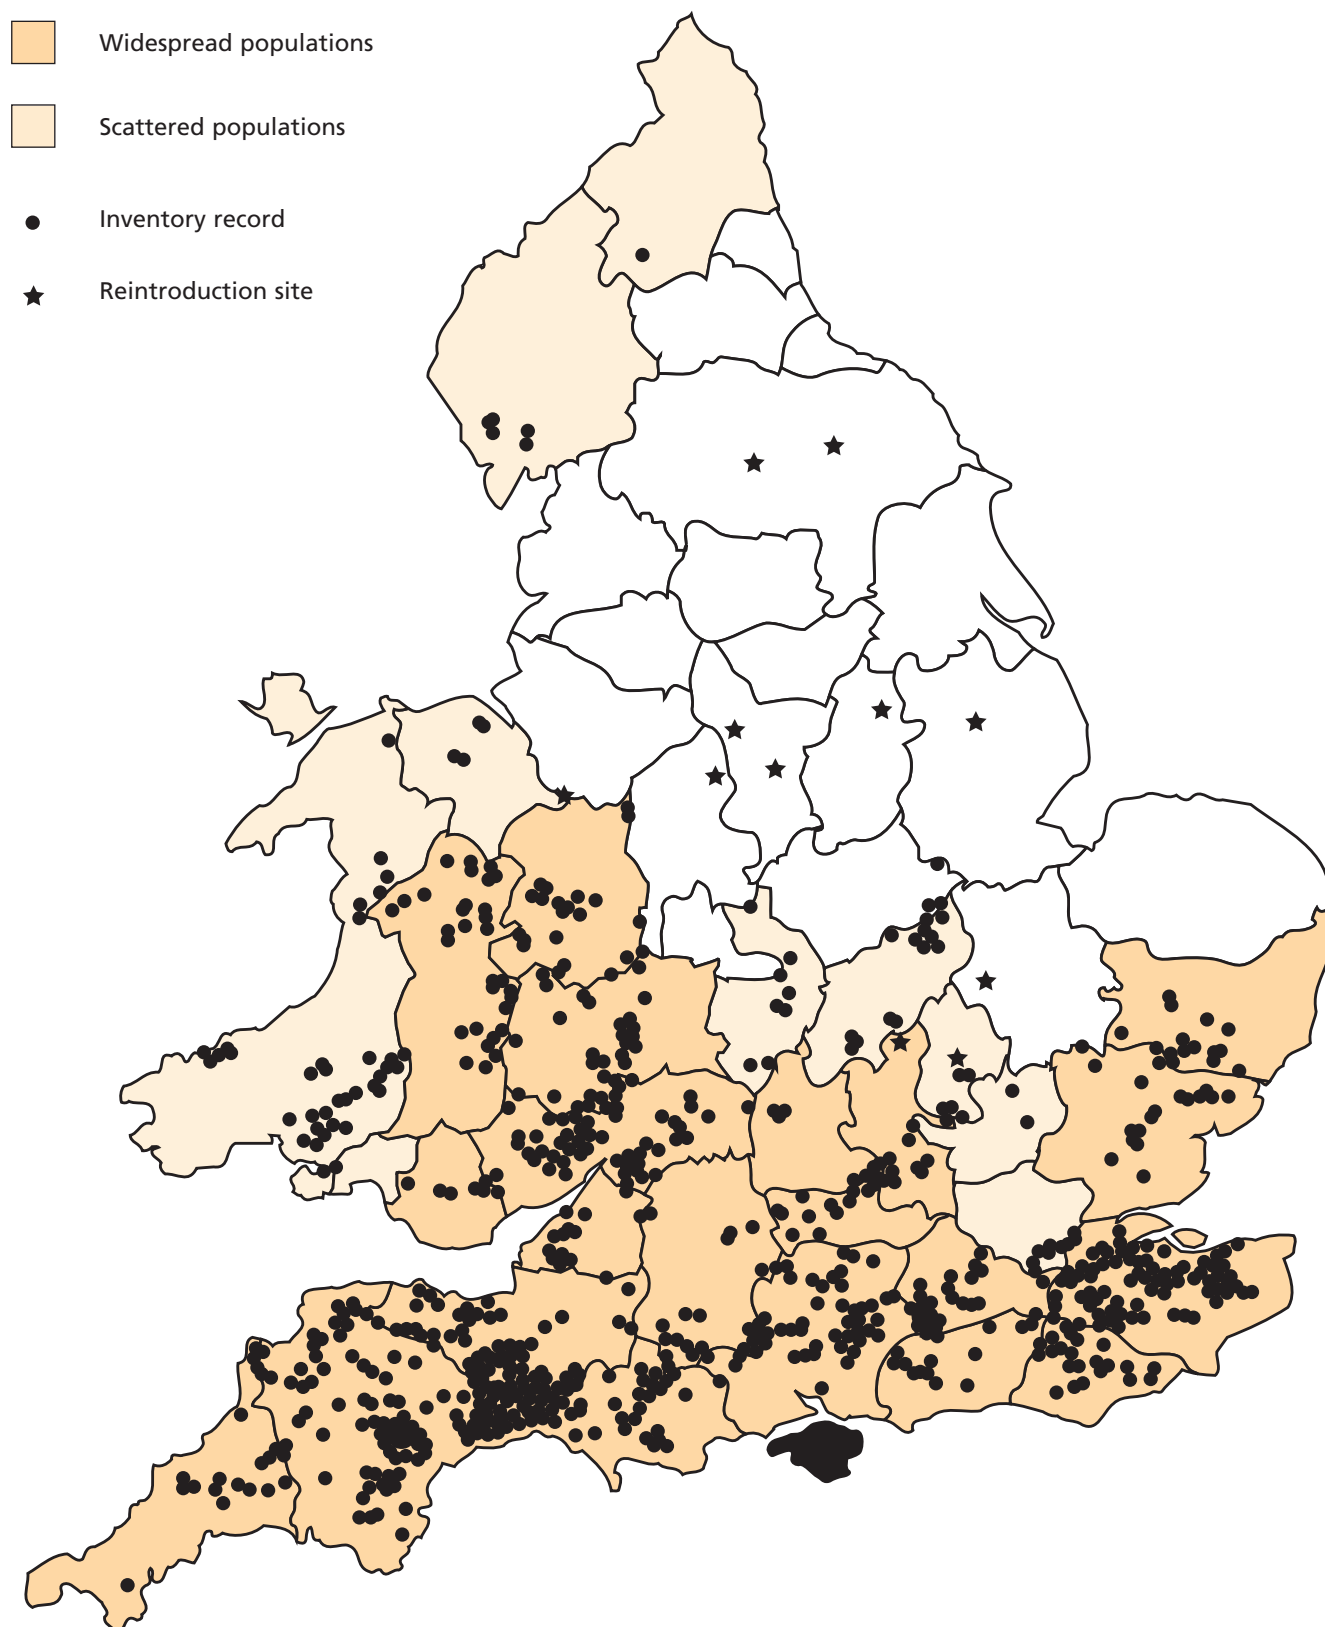 Widespread populations
Scattered populations
Inventory record
Reintroduction site